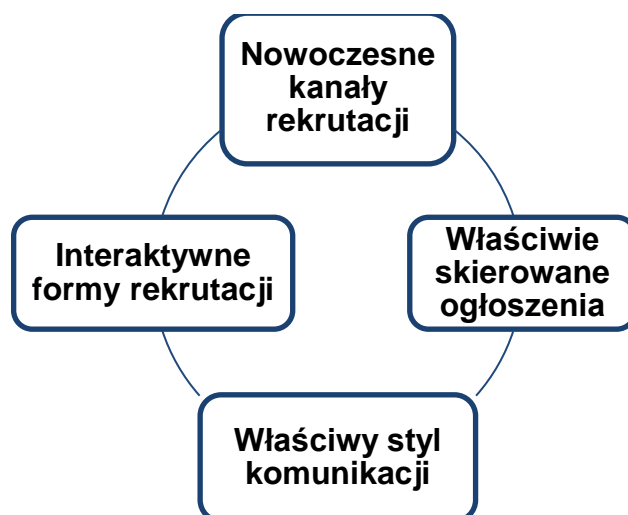 Nowoczesne
kanały
rekrutacji
Interaktywne
formy rekrutacji
Właściwie
skierowane
ogłoszenia
Właściwy styl
komunikacji